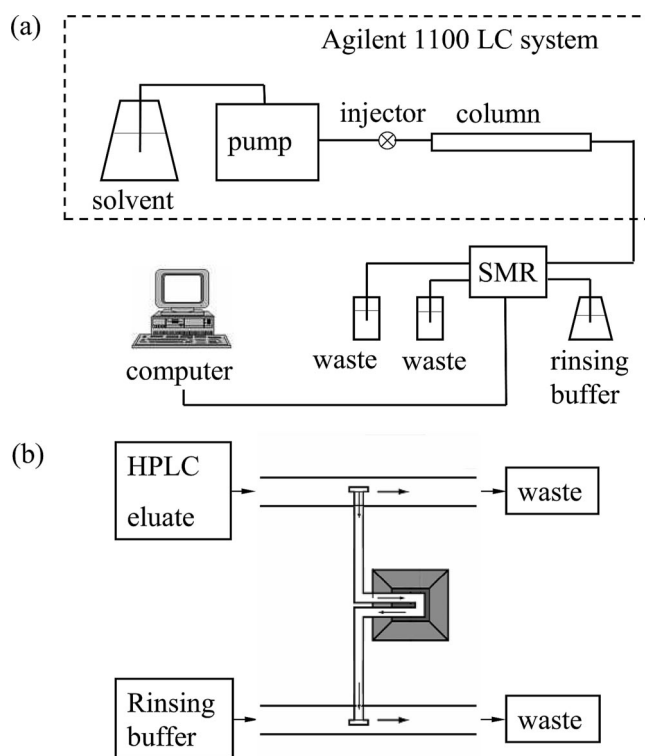 (a)
Agilent 1100 LC system
injector
column
pump
solvent
SMR
computer
waste
waste
rinsing
buffer
(b)
HPLC
eluate
waste
Rinsing
buffer
waste